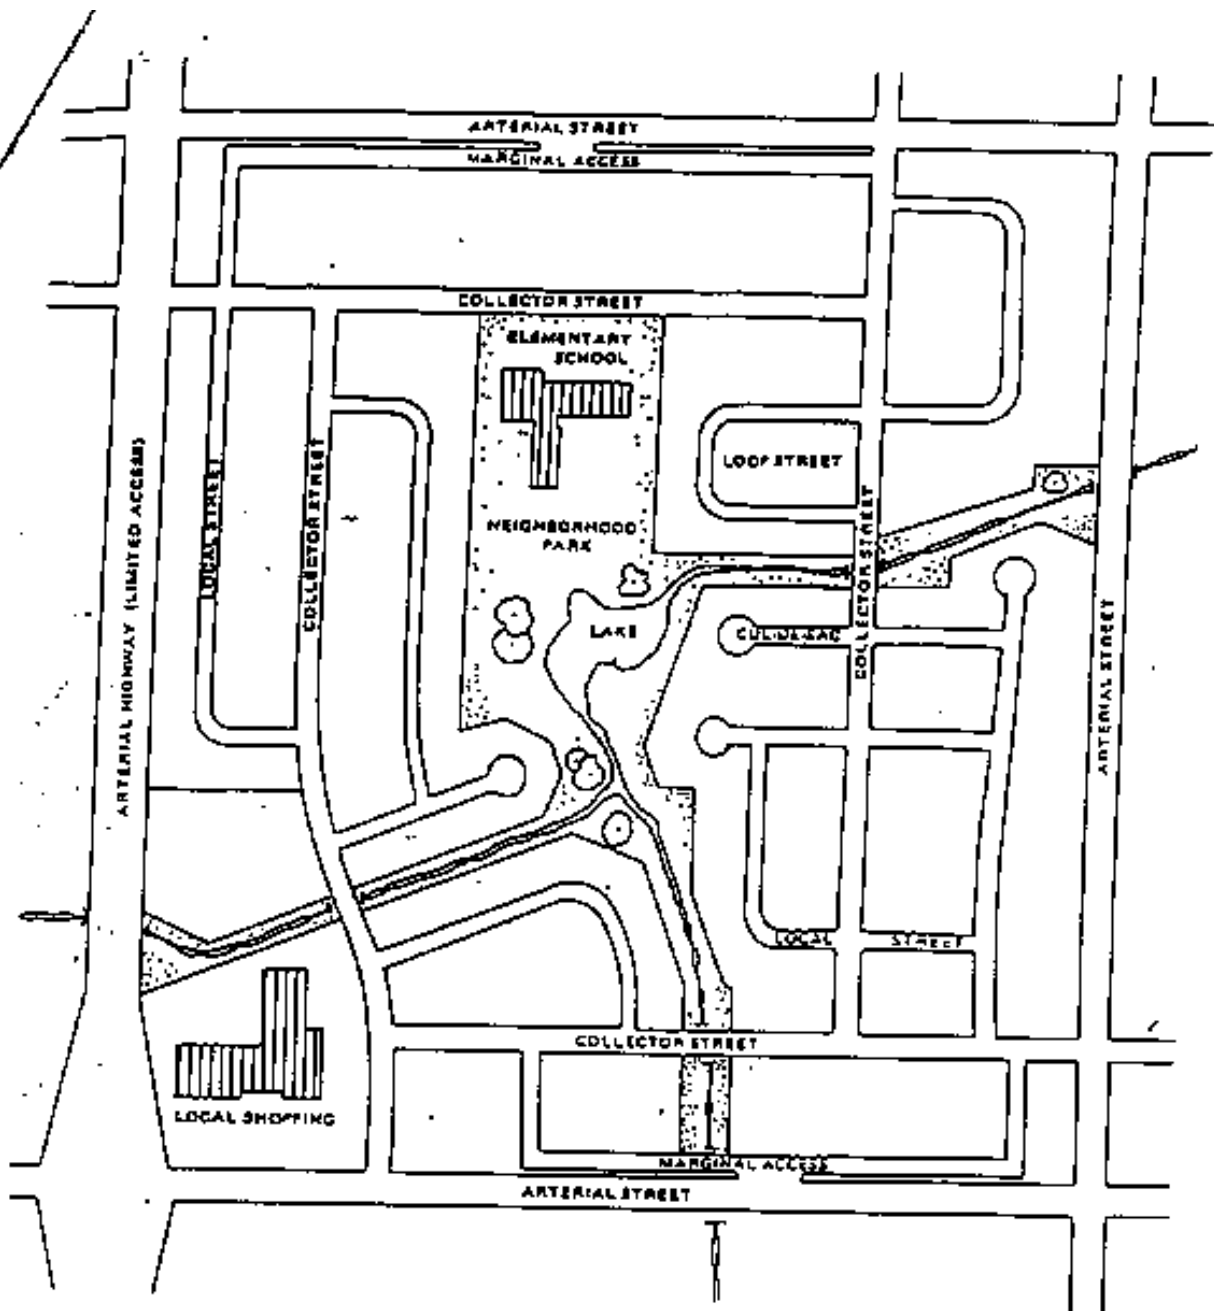 ARTERIAL STREET
MARGINAL ACCESS
COLLECTOR STREET
ELEMENTARY
SCHOOL
LOOP STREET
ARTERIAL HIGHWAY (LIMITED ACCESS)
LOCAL STREET
COLLECTOR STREET
NEIGHBORHOOD
PARK
COLLECTOR STREET
LAKE
CUL-DE-SAC
ARTERIAL STREET
LOCAL STREET
COLLECTOR STREET
LOCAL SHOPPING
MARGINAL ACCESS
ARTERIAL STREET